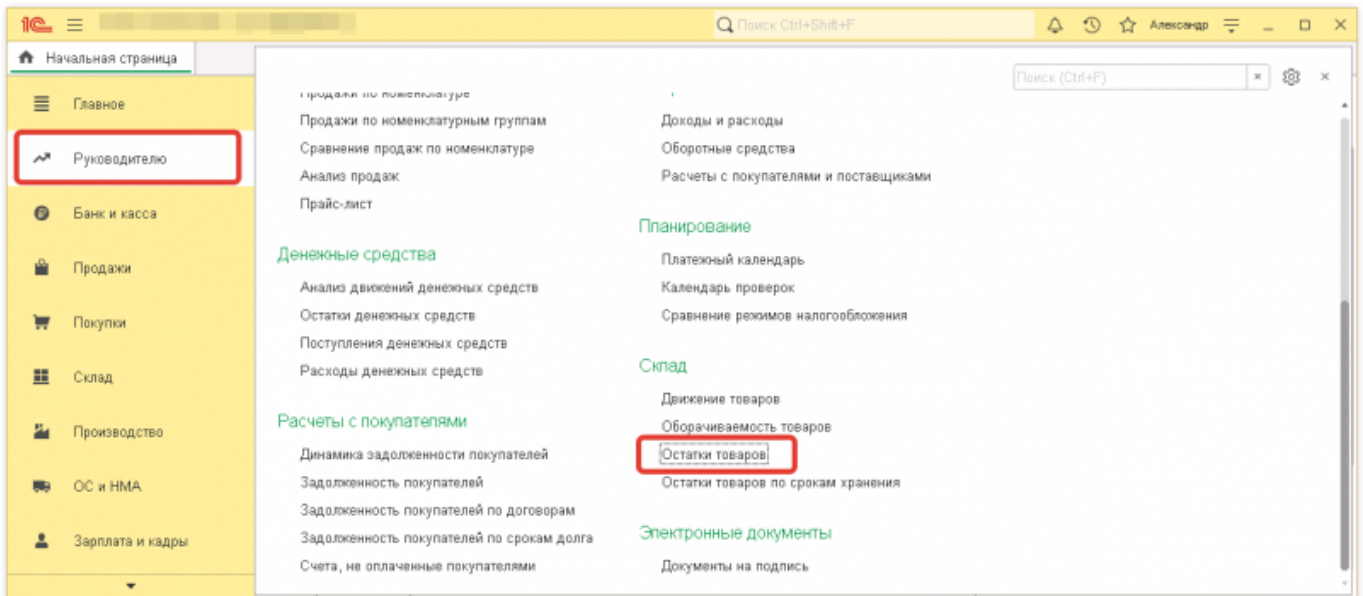 1С
Поиск Ctrl+Shift+F
Александр
Начальная страница
Поиск (Ctrl+F)
Главное
Руководителю
Банк и касса
Продажи
Покупки
Склад
Производство
ОС и НМА
Зарплата и кадры
Продажи по номенклатуре
Продажи по номенклатурным группам
Сравнение продаж по номенклатуре
Анализ продаж
Прайс-лист
Денежные средства
Анализ движений денежных средств
Остатки денежных средств
Поступления денежных средств
Расходы денежных средств
Расчеты с покупателями
Динамика задолженности покупателей
Задолженность покупателей
Задолженность покупателей по договорам
Задолженность покупателей по срокам долга
Счета, не оплаченные покупателями
Доходы и расходы
Оборотные средства
Расчеты с покупателями и поставщиками
Планирование
Платежный календарь
Календарь проверок
Сравнение режимов налогообложения
Склад
Движение товаров
Оборачиваемость товаров
Остатки товаров
Остатки товаров по срокам хранения
Электронные документы
Документы на подпись